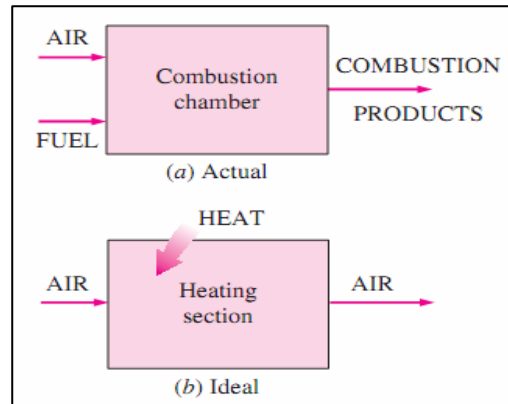 AIR
Combustion
chamber
COMBUSTION
PRODUCTS
FUEL
(a) Actual
HEAT
AIR
Heating
section
AIR
(b) Ideal